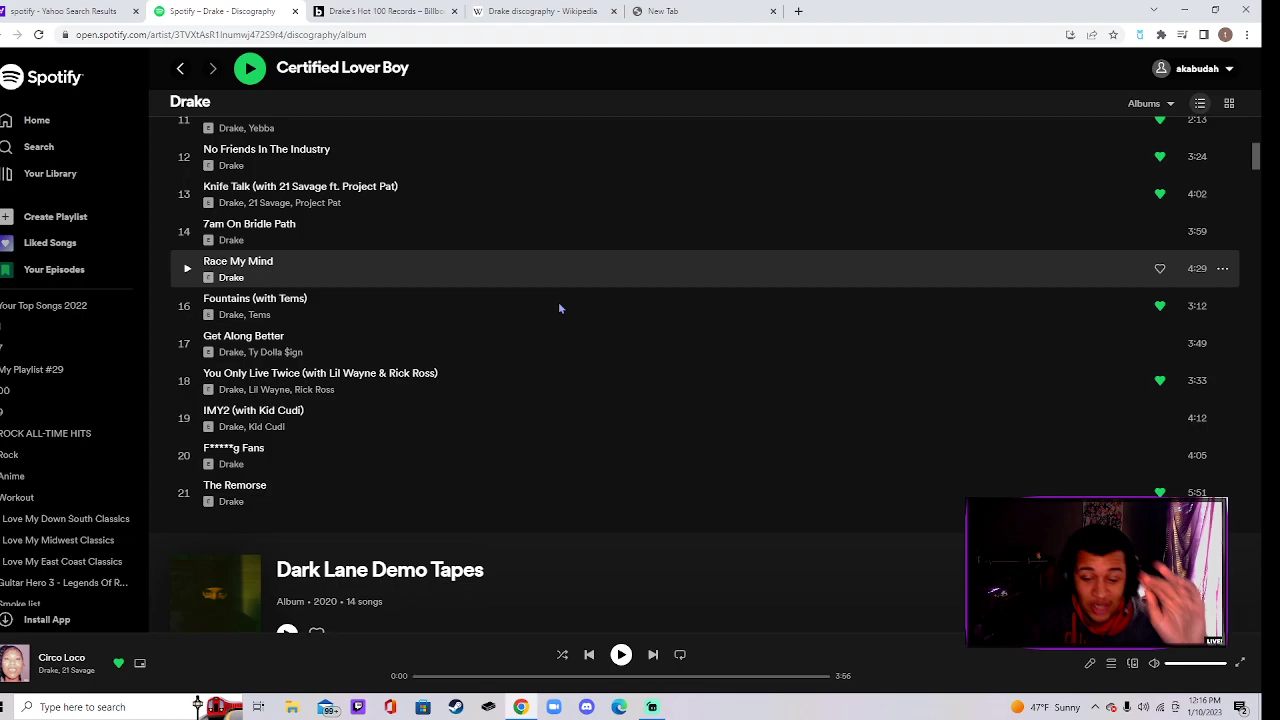 spotify - Yahoo Search Results
Spotify – Drake - Discography
Drake's Hot 100 Records – Billbo
Drake discography - Wikipedia
New Tab
open.spotify.com/artist/3TVXtAsR1Inumwj472S9r4/discography/album
t
Spotify
Certified Lover Boy
akabudah
Drake
Albums
Home
Search
Your Library
Create Playlist
Liked Songs
Your Episodes
Your Top Songs 2022
My Playlist #29
00
9
ROCK ALL-TIME HITS
Rock
Anime
Workout
Love My Down South Classics
Love My Midwest Classics
Love My East Coast Classics
Guitar Hero 3 - Legends Of R...
Smoke list
Install App
11
E Drake, Yebba
2:13
12 No Friends In The Industry 3:24
E Drake
13 Knife Talk (with 21 Savage ft. Project Pat) 4:02
E Drake, 21 Savage, Project Pat
14 7am On Bridle Path 3:59
E Drake
Race My Mind 4:29
E Drake
16 Fountains (with Tems) 3:12
E Drake, Tems
17 Get Along Better 3:49
E Drake, Ty Dolla $ign
18 You Only Live Twice (with Lil Wayne & Rick Ross) 3:33
E Drake, Lil Wayne, Rick Ross
19 IMY2 (with Kid Cudi) 4:12
E Drake, Kid Cudi
20 F*****g Fans 4:05
E Drake
21 The Remorse 5:51
E Drake
Dark Lane Demo Tapes
Album • 2020 • 14 songs
LIVE!
Circo Loco
Drake, 21 Savage
0:00
3:56
Type here to search
99+
47°F Sunny
12:16 PM
1/10/2023
2